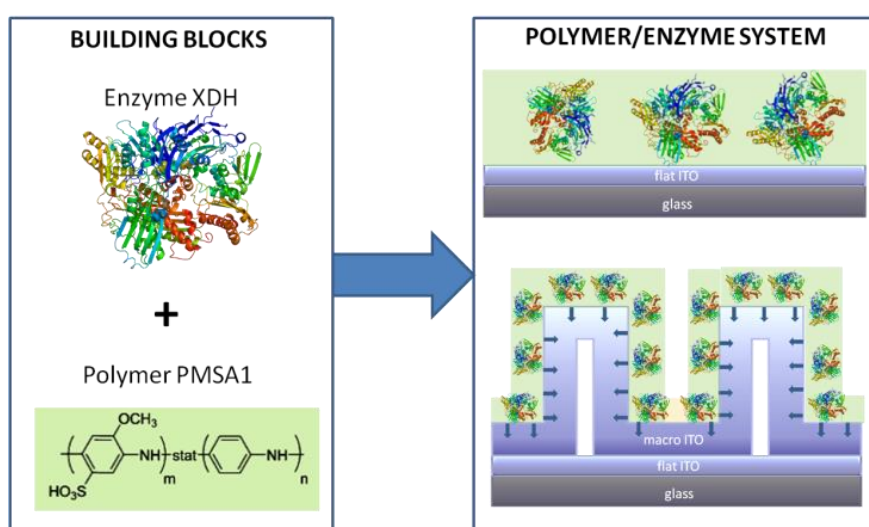 BUILDING BLOCKS
Enzyme XDH
+
Polymer PMSA1
OCH3
NH
stat
NH
m
n
HO3S
POLYMER/ENZYME SYSTEM
flat ITO
glass
macro ITO
flat ITO
glass